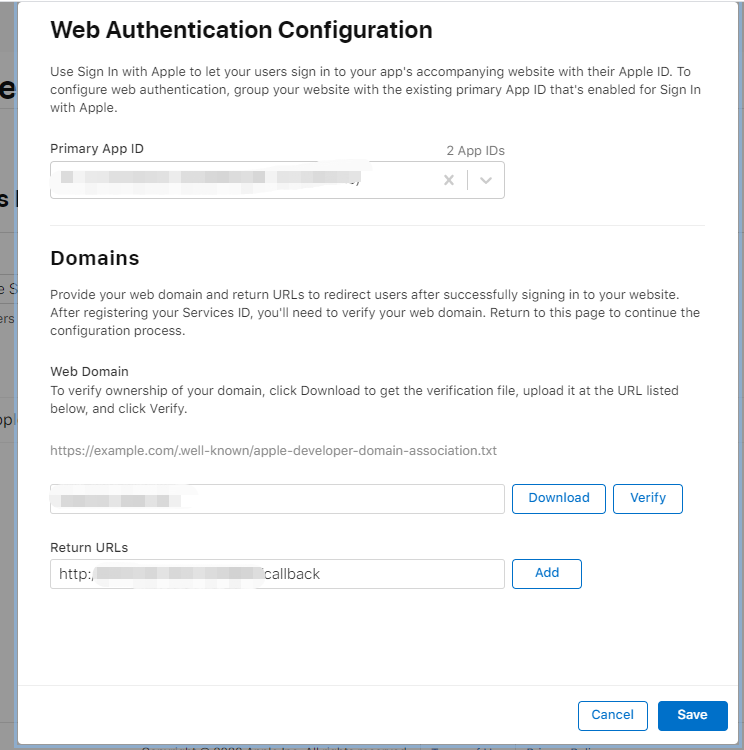 Web Authentication Configuration
Use Sign In with Apple to let your users sign in to your app's accompanying website with their Apple ID. To
configure web authentication, group your website with the existing primary App ID that's enabled for Sign In
with Apple.
Primary App ID
2 App IDs
Domains
Provide your web domain and return URLs to redirect users after successfully signing in to your website.
After registering your Services ID, you'll need to verify your web domain. Return to this page to continue the
configuration process.
Web Domain
To verify ownership of your domain, click Download to get the verification file, upload it at the URL listed
below, and click Verify.
https://example.com/.well-known/apple-developer-domain-association.txt
Download
Verify
Return URLs
http:/ callback
Add
Cancel
Save